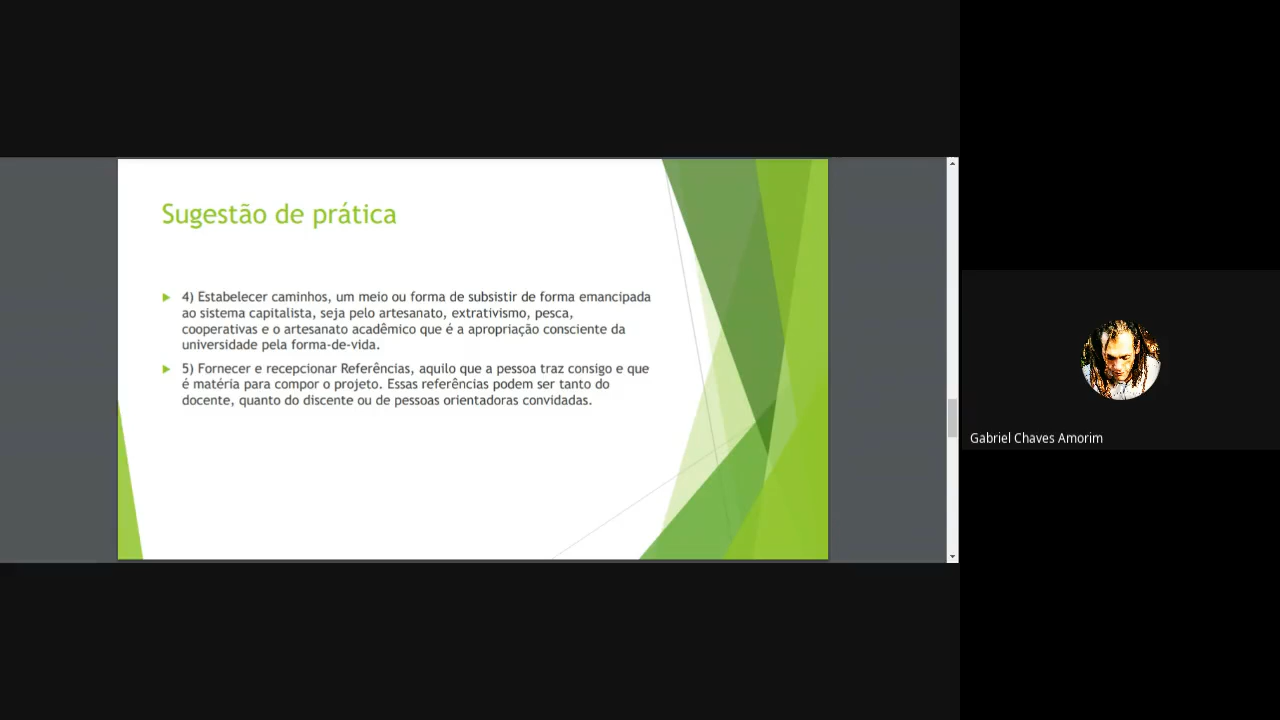 Sugestão de prática
4) Estabelecer caminhos, um meio ou forma de subsistir de forma emancipada
ao sistema capitalista, seja pelo artesanato, extrativismo, pesca,
cooperativas e o artesanato acadêmico que é a apropriação consciente da
universidade pela forma-de-vida.
5) Fornecer e recepcionar Referências, aquilo que a pessoa traz consigo e que
é matéria para compor o projeto. Essas referências podem ser tanto do
docente, quanto do discente ou de pessoas orientadoras convidadas.
Gabriel Chaves Amorim